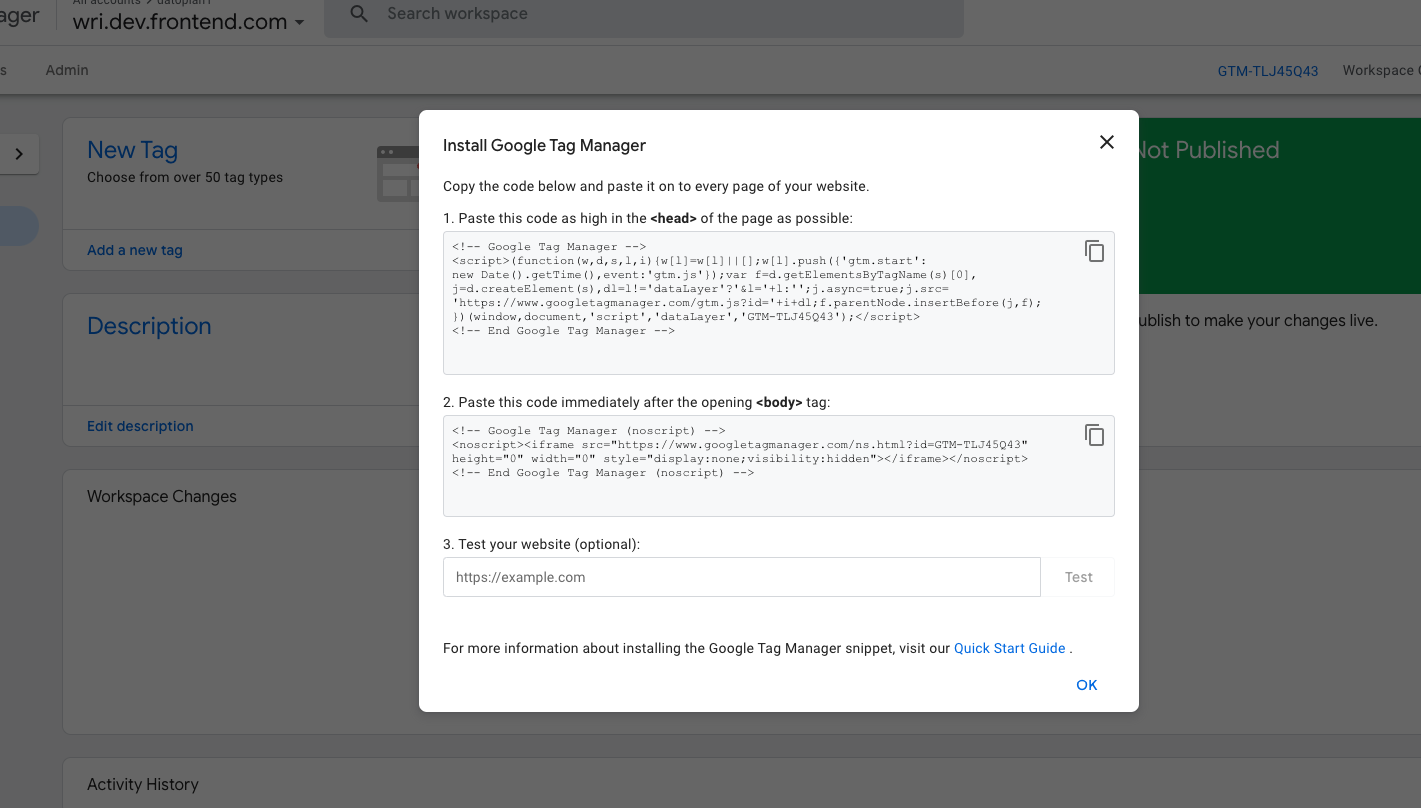 All accounts > datopian1
wri.dev.frontend.com
Search workspace
Admin
GTM-TLJ45Q43
Workspace
New Tag
Choose from over 50 tag types
Add a new tag
Description
Edit description
Workspace Changes
Activity History
Not Published
ublish to make your changes live.
Install Google Tag Manager
Copy the code below and paste it on to every page of your website.
1. Paste this code as high in the <head> of the page as possible:
<!-- Google Tag Manager -->
<script>(function(w,d,s,l,i){w[l]=w[l]||[];w[l].push({'gtm.start':
new Date().getTime(),event:'gtm.js'});var f=d.getElementsByTagName(s)[0],
j=d.createElement(s),dl=l!='dataLayer'?'&l='+l:'';j.async=true;j.src=
'https://www.googletagmanager.com/gtm.js?id='+i+dl;f.parentNode.insertBefore(j,f);
})(window,document,'script','dataLayer','GTM-TLJ45Q43');</script>
<!-- End Google Tag Manager -->
2. Paste this code immediately after the opening <body> tag:
<!-- Google Tag Manager (noscript) -->
<noscript><iframe src="https://www.googletagmanager.com/ns.html?id=GTM-TLJ45Q43"
height="0" width="0" style="display:none;visibility:hidden"></iframe></noscript>
<!-- End Google Tag Manager (noscript) -->
3. Test your website (optional):
https://example.com
Test
For more information about installing the Google Tag Manager snippet, visit our Quick Start Guide .
OK